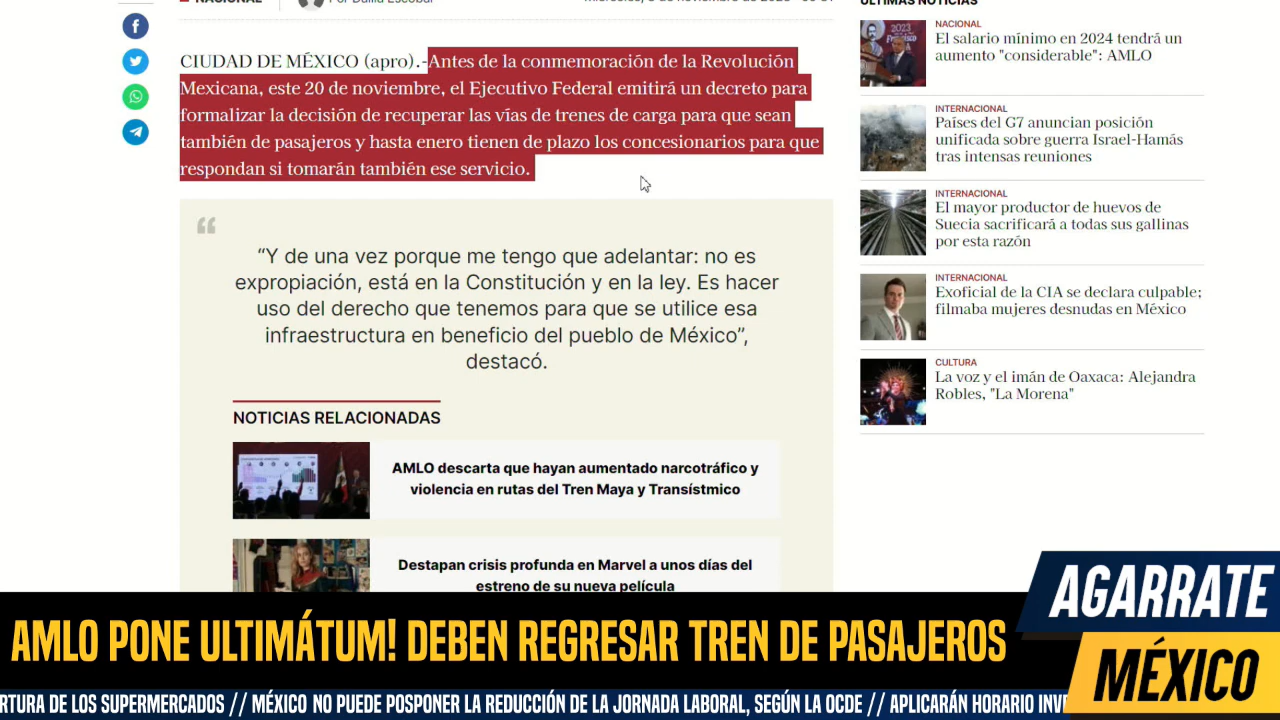 NACIONAL
Por Dalila Escobar
ÚLTIMAS NOTICIAS
CIUDAD DE MÉXICO (apro).-Antes de la conmemoración de la Revolución
Mexicana, este 20 de noviembre, el Ejecutivo Federal emitirá un decreto para
formalizar la decisión de recuperar las vías de trenes de carga para que sean
también de pasajeros y hasta enero tienen de plazo los concesionarios para que
respondan si tomarán también ese servicio.
“Y de una vez porque me tengo que adelantar: no es
expropiación, está en la Constitución y en la ley. Es hacer
uso del derecho que tenemos para que se utilice esa
infraestructura en beneficio del pueblo de México”,
destacó.
NOTICIAS RELACIONADAS
AMLO descarta que hayan aumentado narcotráfico y
violencia en rutas del Tren Maya y Transístmico
Destapan crisis profunda en Marvel a unos días del
estreno de su nueva película
NACIONAL
El salario mínimo en 2024 tendrá un
aumento "considerable": AMLO
INTERNACIONAL
Países del G7 anuncian posición
unificada sobre guerra Israel-Hamás
tras intensas reuniones
INTERNACIONAL
El mayor productor de huevos de
Suecia sacrificará a todas sus gallinas
por esta razón
INTERNACIONAL
Exoficial de la CIA se declara culpable;
filmaba mujeres desnudas en México
CULTURA
La voz y el imán de Oaxaca: Alejandra
Robles, "La Morena"
AGARRATE
MÉXICO
AMLO PONE ULTIMÁTUM! DEBEN REGRESAR TREN DE PASAJEROS
RTURA DE LOS SUPERMERCADOS // MÉXICO NO PUEDE POSPONER LA REDUCCIÓN DE LA JORNADA LABORAL, SEGÚN LA OCDE // APLICARÁN HORARIO INV